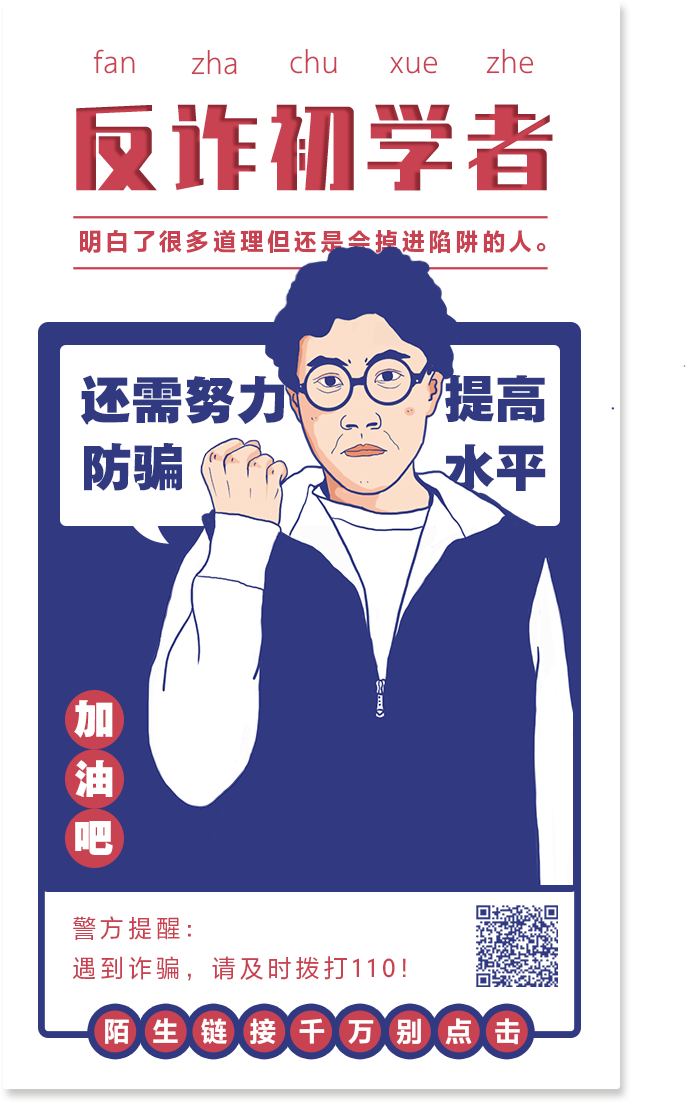 fan zha chu xue zhe
反诈初学者
明白了很多道理但还是会掉进陷阱的人。
还需努力 提高
防骗 水平
加
油
吧
警方提醒：
遇到诈骗，请及时拨打110！
陌生链接千万别点击